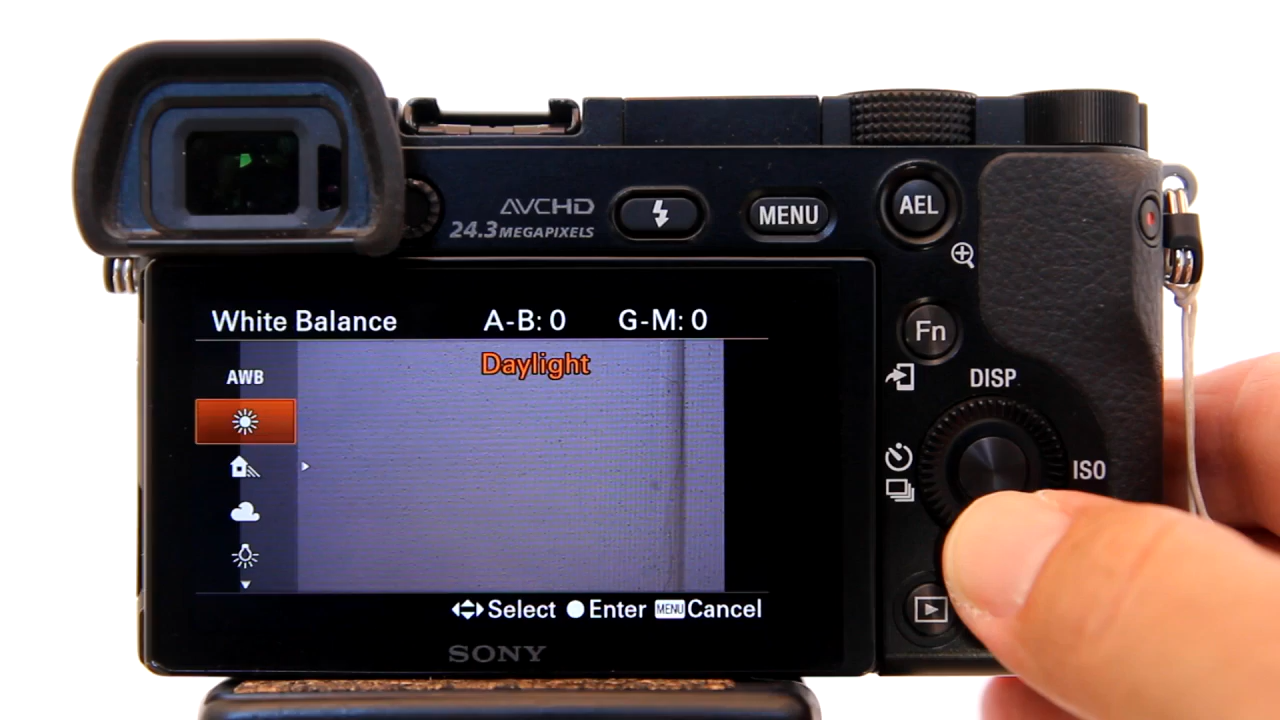 AVCHD
24.3 MEGAPIXELS
MENU
AEL
Fn
DISP
ISO
White Balance A-B: 0 G-M: 0
Daylight
AWB
Select Enter MENU Cancel
SONY